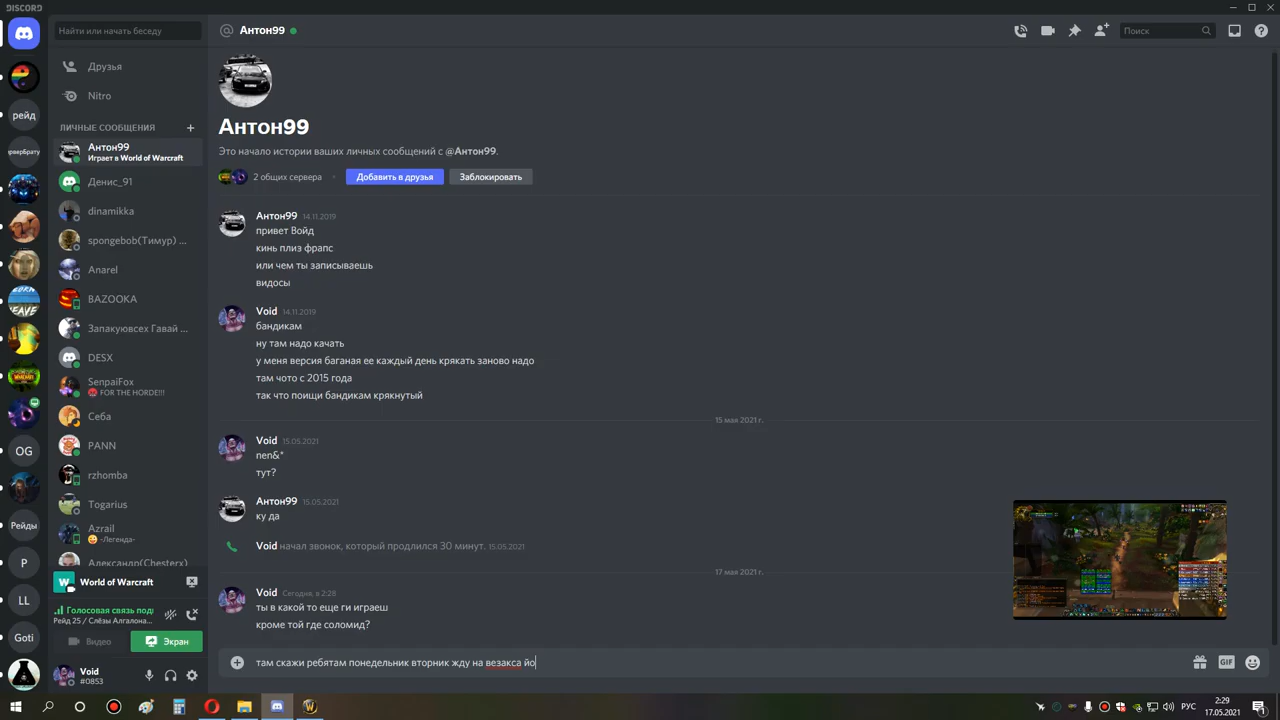 DISCORD
Найти или начать беседу
@ Антон99
Поиск
Друзья
Nitro
ЛИЧНЫЕ СООБЩЕНИЯ
рейд
Антон99
Играет в World of Warcraft
Денис_91
dinamikka
spongebob(Тимур) ...
Anarel
BAZOOKA
Запакуювсех Гавай ...
DESX
SenpaiFox
FOR THE HORDE!!!
Себа
PANN
OG
rzhomba
Togarius
Рейды
Azrail
-Легенда-
Александр(Chesterx)
P
World of Warcraft
LL
Голосовая связь под
Рейд 25 / Слёзы Алгалона
Goti
Видео
Экран
Void
#0853
Антон99
Это начало истории ваших личных сообщений с @Антон99.
2 общих сервера
Добавить в друзья
Заблокировать
Антон99 14.11.2019
привет Войд
кинь плиз фрапс
или чем ты записываешь
видосы
Void 14.11.2019
бандикам
ну там надо качать
у меня версия баганая ее каждый день крякать заново надо
там чото с 2015 года
так что поищи бандикам крякнутый
15 мая 2021 г.
Void 15.05.2021
nen&*
тут?
Антон99 15.05.2021
ку да
Void начал звонок, который продлился 30 минут. 15.05.2021
17 мая 2021 г.
Void Сегодня, в 2:28
ты в какой то еще ги играеш
кроме той где соломид?
там скажи ребятам понедельник вторник жду на везакса йо
GIF
РУС
2:29
17.05.2021